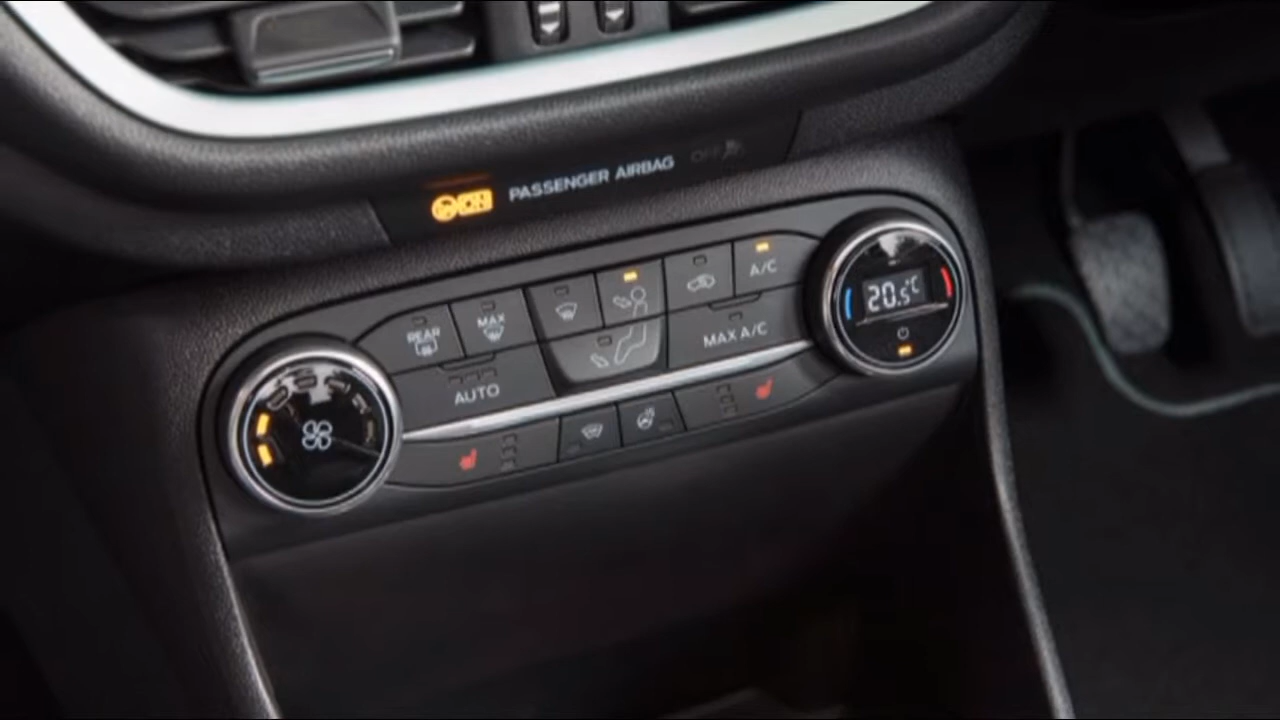 PASSENGER AIRBAG OFF
A/C
20.5°C
REAR
MAX
MAX A/C
AUTO